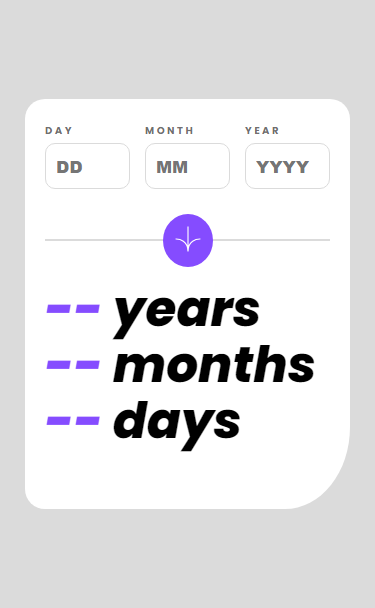 DAY MONTH YEAR
DD MM YYYY
-- years
-- months
-- days